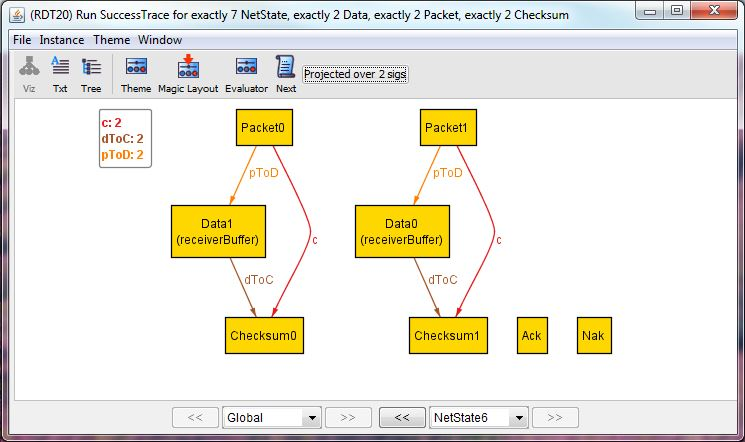 (RDT20) Run SuccessTrace for exactly 7 NetState, exactly 2 Data, exactly 2 Packet, exactly 2 Checksum
File Instance Theme Window
Viz Txt Tree Theme Magic Layout Evaluator Next Projected over 2 sigs
c: 2
dToC: 2
pToD: 2
Packet0 Packet1
pToD pToD
Data1 Data0
(receiverBuffer) c (receiverBuffer) c
dToC dToC
Checksum0 Checksum1 Ack Nak
<< Global >> << NetState6 >>